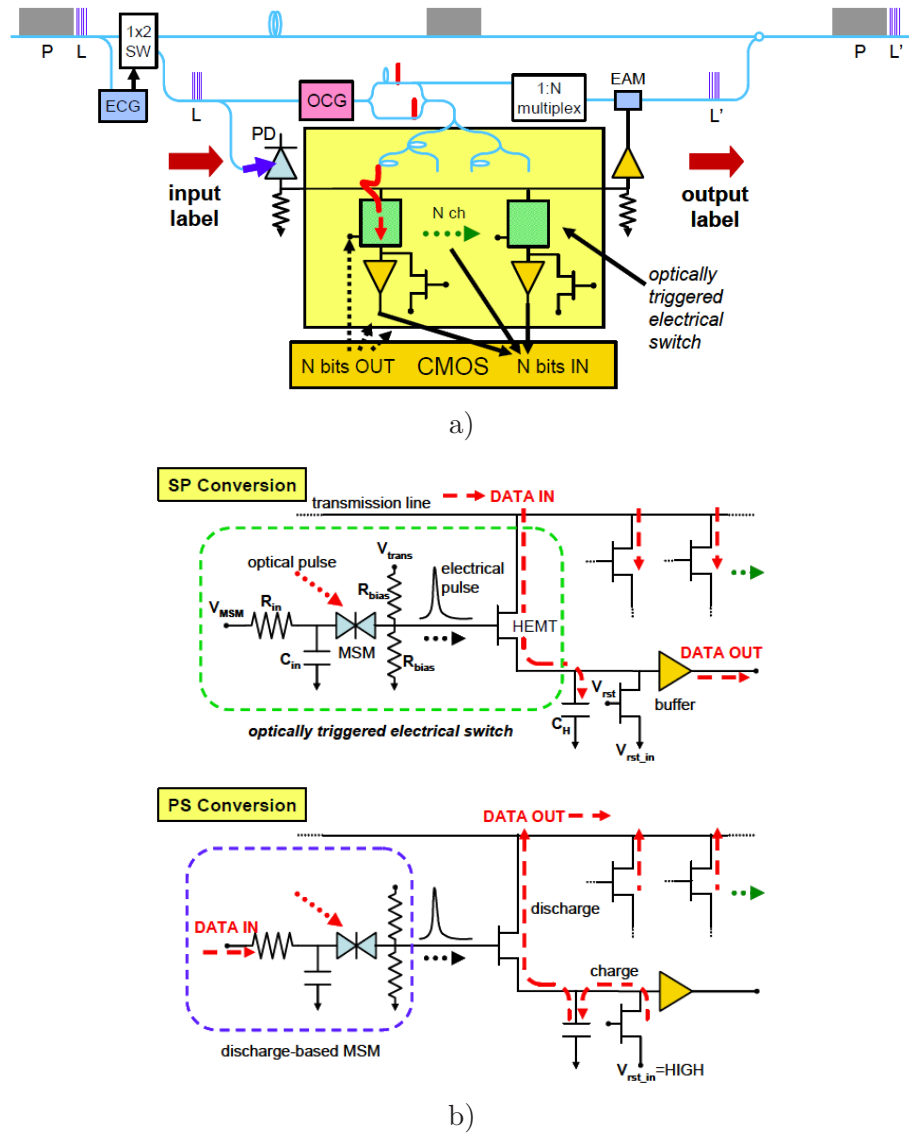 P
L
1x2
SW
P
L'
ECG
L
OCG
1:N
multiplex
EAM
L'
PD
input
label
output
label
N ch
optically
triggered
electrical
switch
N bits OUT
CMOS
N bits IN
a)
SP Conversion
transmission line
DATA IN
optical pulse
V_trans
electrical
pulse
V_MSM
R_in
R_bias
HEMT
C_in
MSM
R_bias
DATA OUT
V_rst
buffer
optically triggered electrical switch
C_H
V_rst_in
PS Conversion
DATA OUT
DATA IN
discharge
charge
discharge-based MSM
V_rst_in=HIGH
b)